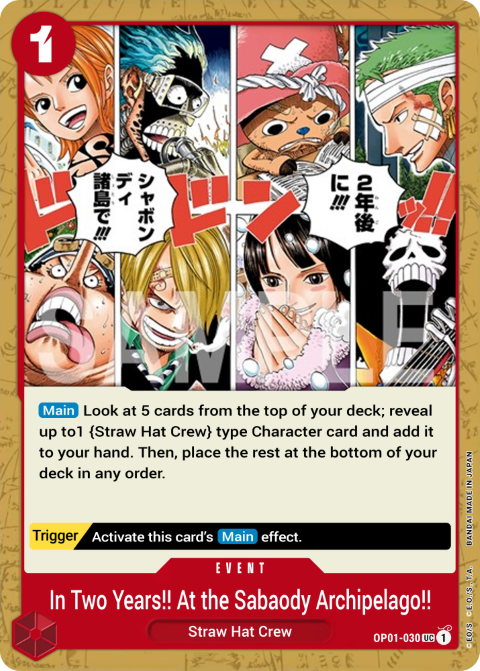 1
シャボン
ディ
諸島で!!!
2年後
に!!!
ドドン!!
SAMPLE
Main Look at 5 cards from the top of your deck; reveal
up to1 {Straw Hat Crew} type Character card and add it
to your hand. Then, place the rest at the bottom of your
deck in any order.
Trigger Activate this card's Main effect.
EVENT
In Two Years!! At the Sabaody Archipelago!!
Straw Hat Crew
OP01-030 UC 1
©E.O./S. ©E.O./S.,T.A. BANDAI MADE IN JAPAN